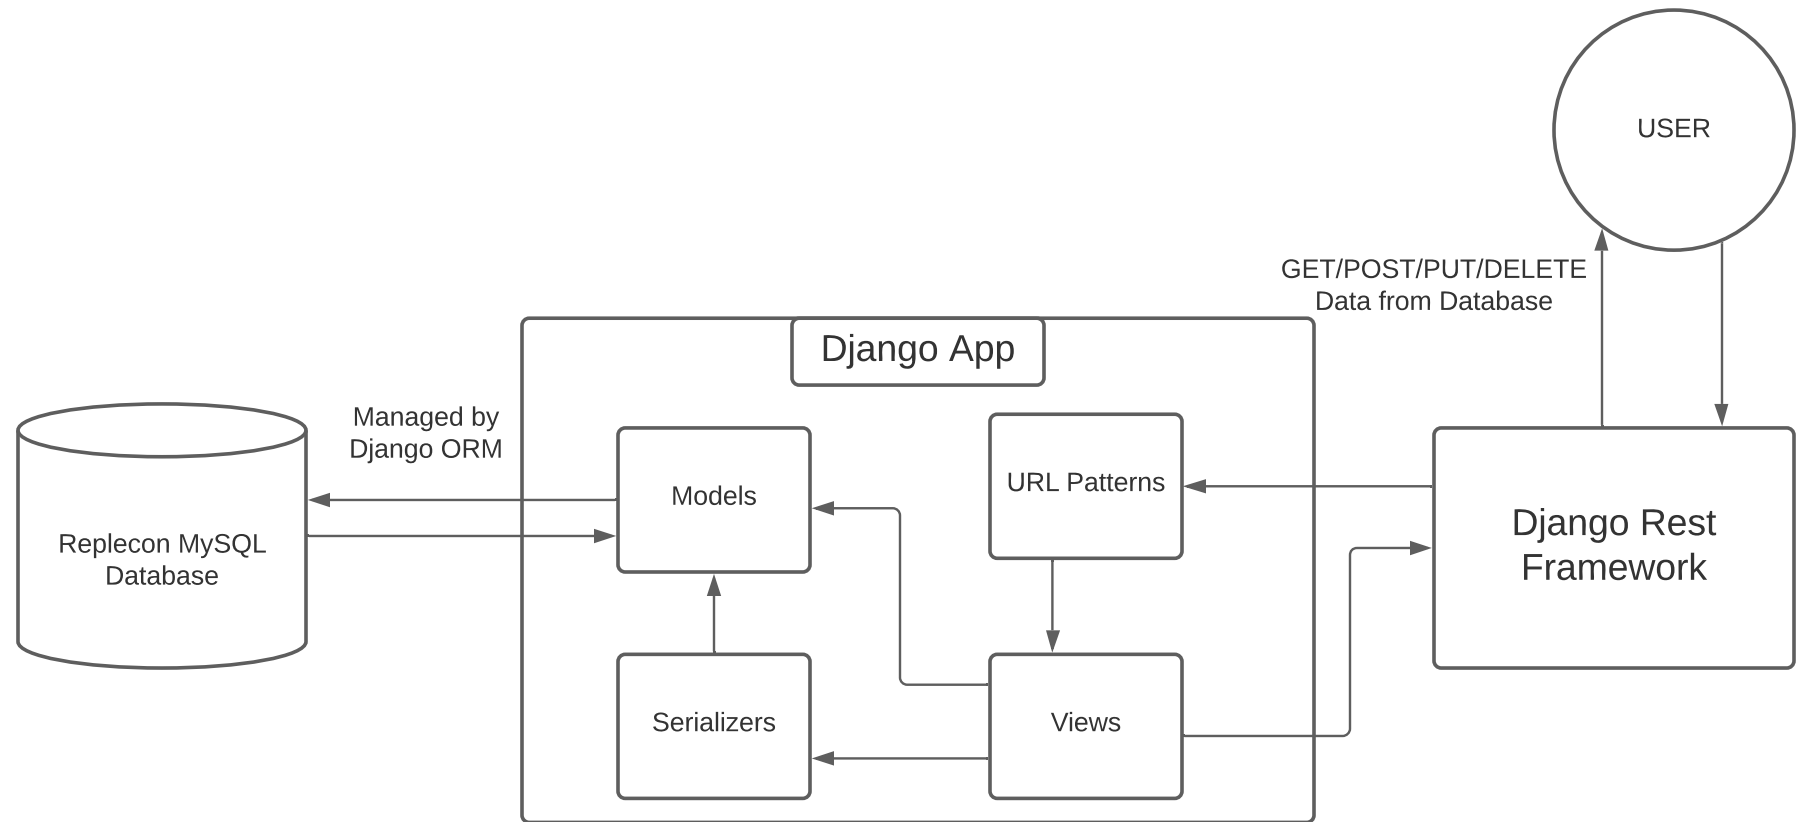 USER
GET/POST/PUT/DELETE
Data from Database
Django App
Managed by
Django ORM
Models
URL Patterns
Replecon MySQL
Database
Django Rest
Framework
Serializers
Views